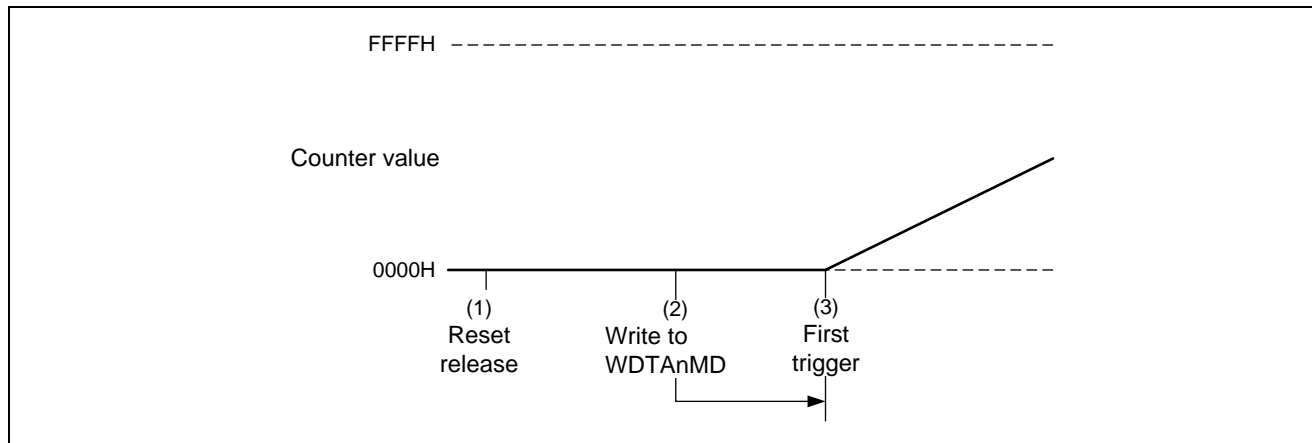 FFFFH
Counter value
0000H
(1)
Reset
release
(2)
Write to
WDTAnMD
(3)
First
trigger